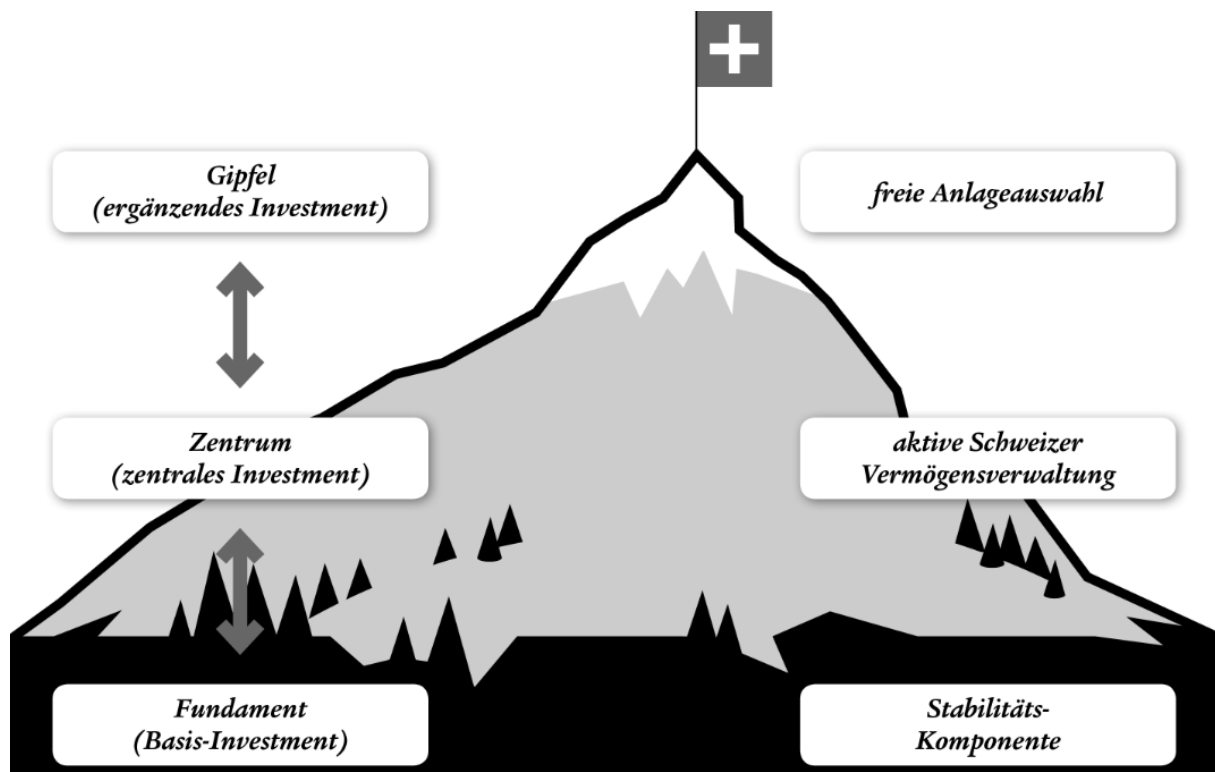 Gipfel
(ergänzendes Investment)
freie Anlageauswahl
Zentrum
(zentrales Investment)
aktive Schweizer
Vermögensverwaltung
Fundament
(Basis-Investment)
Stabilitäts-
Komponente